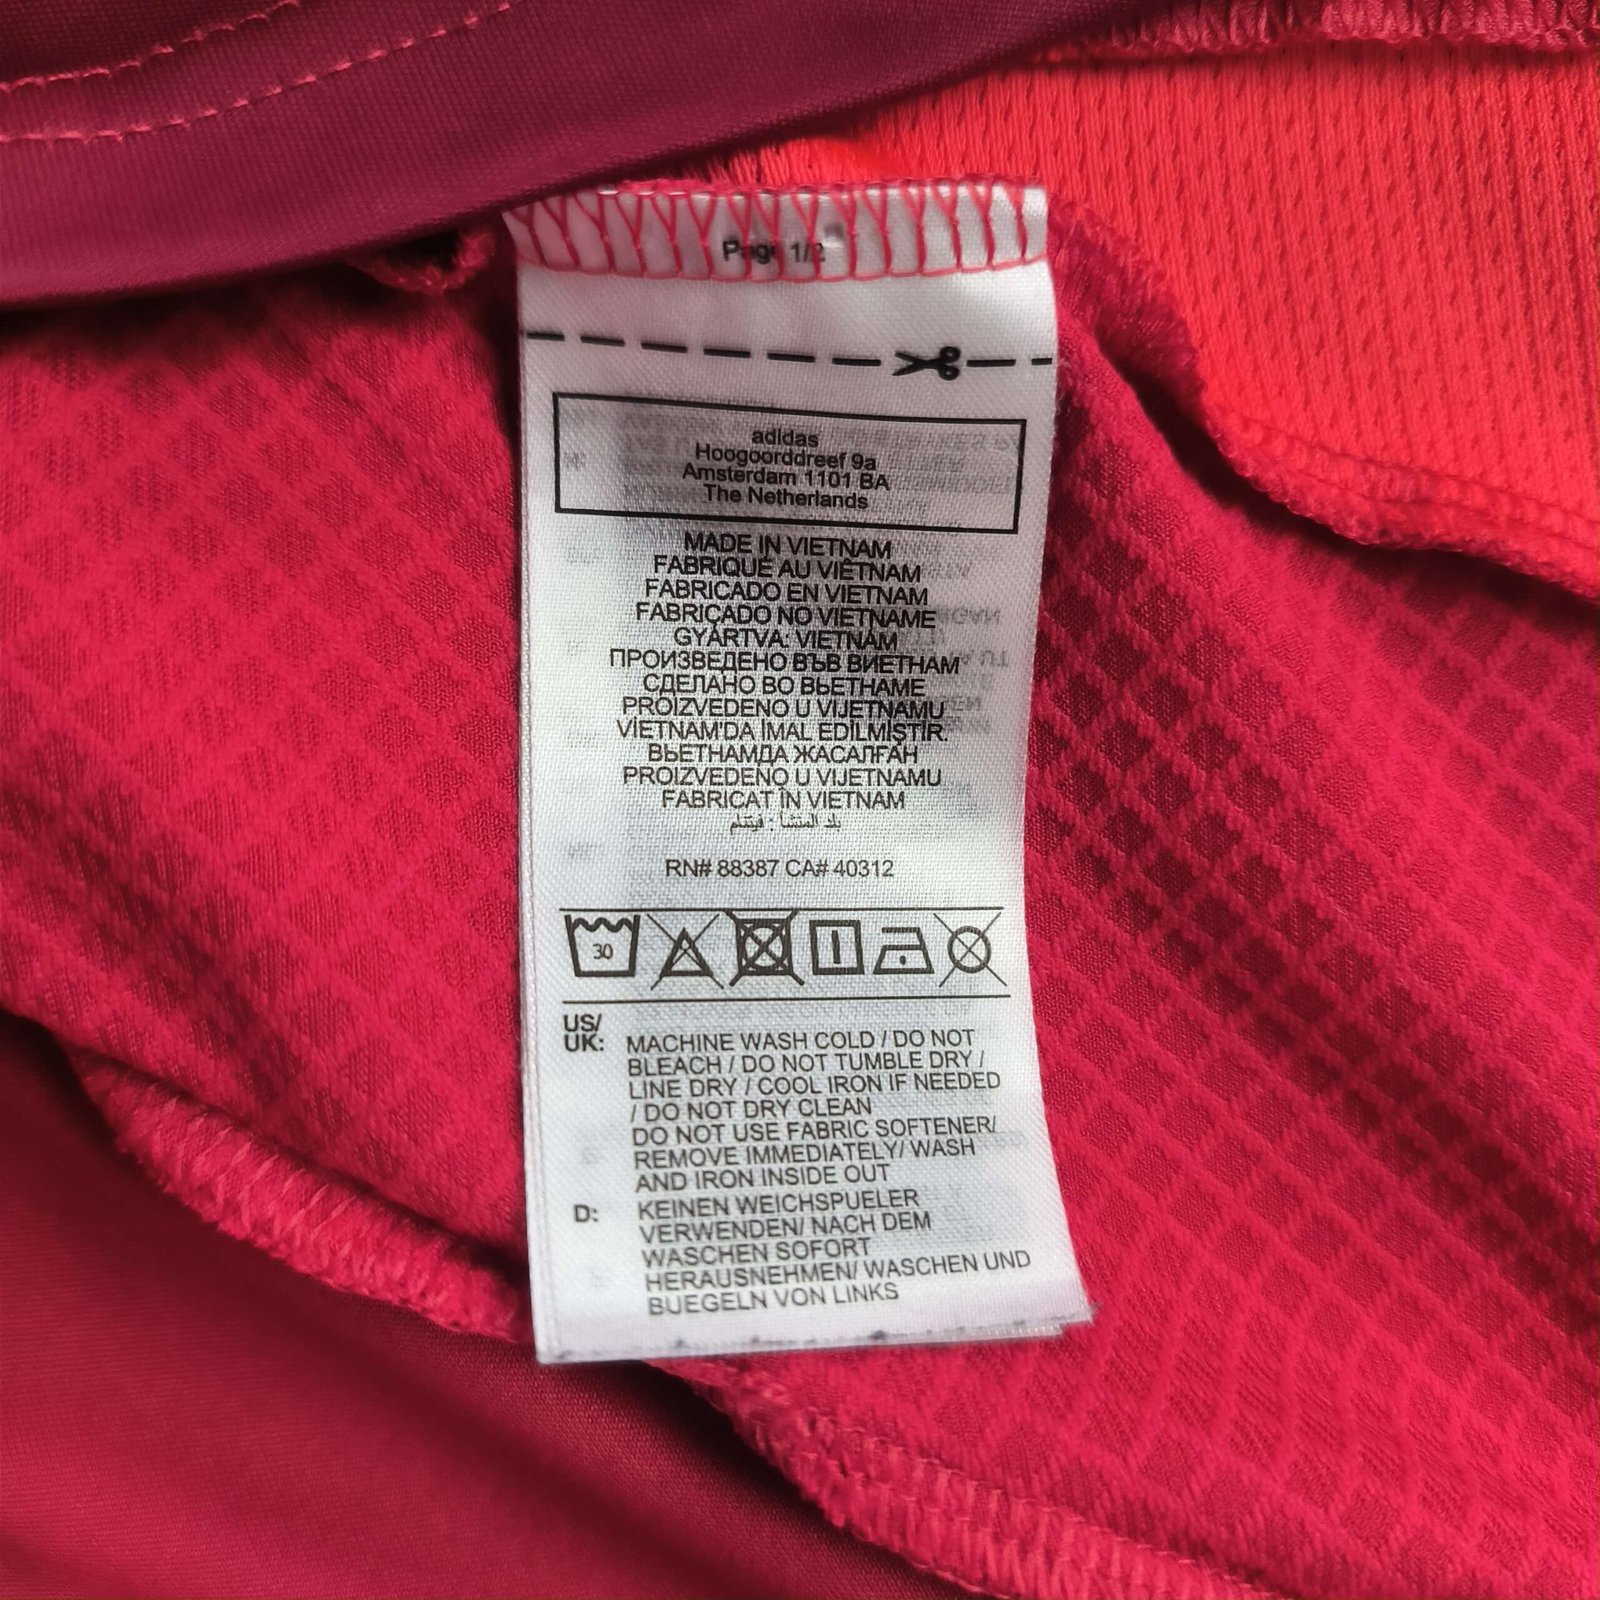 Page 1/2
adidas
Hoogoorddreef 9a
Amsterdam 1101 BA
The Netherlands
MADE IN VIETNAM
FABRIQUÉ AU VIÊTNAM
FABRICADO EN VIETNAM
FABRICADO NO VIETNAME
GYÁRTVA: VIETNÁM
ПРОИЗВЕДЕНО ВЪВ ВИЕТНАМ
СДЕЛАНО ВО ВЬЕТНАМЕ
PROIZVEDENO U VIJETNAMU
VİETNAM'DA İMAL EDİLMİŞTİR.
ВЬЕТНАМДА ЖАСАЛҒАН
PROIZVEDENO U VIJETNAMU
FABRICAT ÎN VIETNAM
بلد المنشأ : فيتنام
RN# 88387 CA# 40312
30
US/
UK: MACHINE WASH COLD / DO NOT
BLEACH / DO NOT TUMBLE DRY /
LINE DRY / COOL IRON IF NEEDED
/ DO NOT DRY CLEAN
DO NOT USE FABRIC SOFTENER/
REMOVE IMMEDIATELY/ WASH
AND IRON INSIDE OUT
D: KEINEN WEICHSPUELER
VERWENDEN/ NACH DEM
WASCHEN SOFORT
HERAUSNEHMEN/ WASCHEN UND
BUEGELN VON LINKS